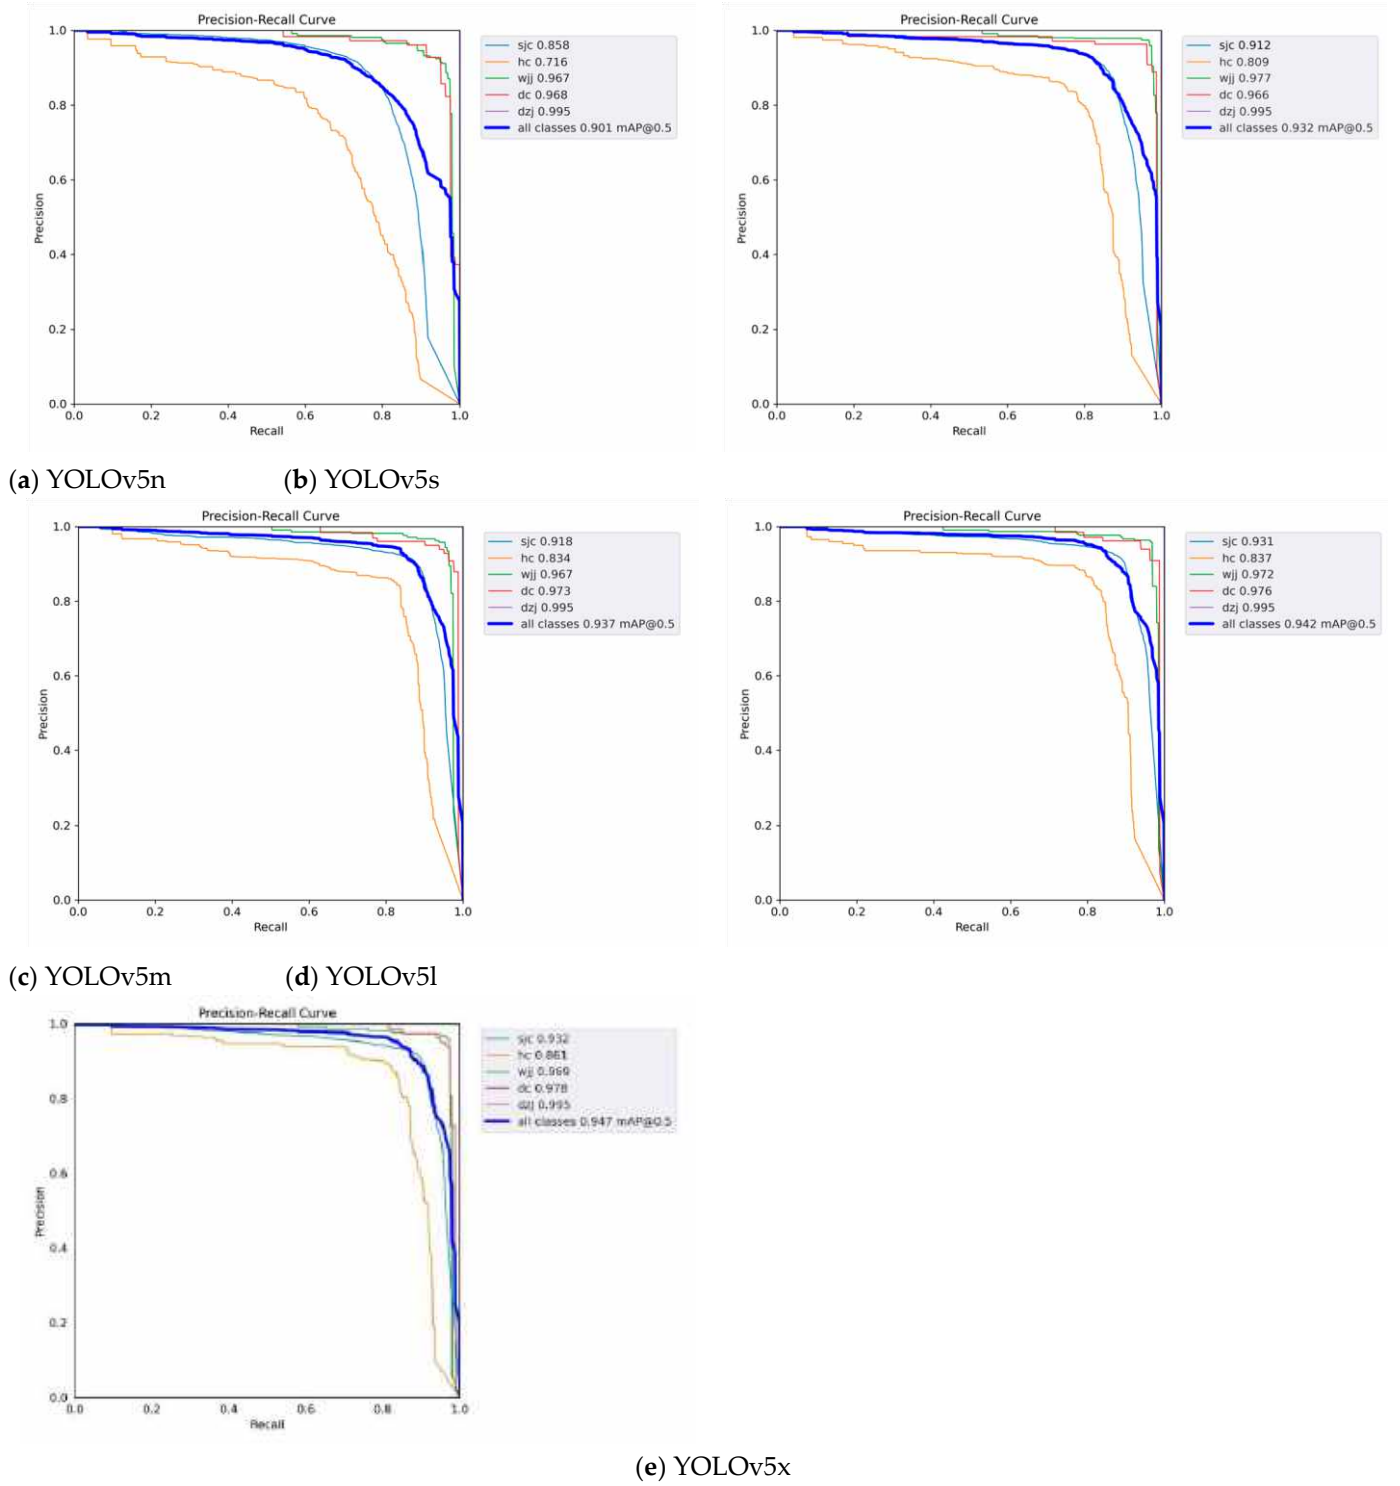 Precision-Recall Curve
sjc 0.858
hc 0.716
wjj 0.967
dc 0.968
dzj 0.995
all classes 0.901 mAP@0.5
Precision
1.0
0.8
0.6
0.4
0.2
0.0
0.0 0.2 0.4 0.6 0.8 1.0
Recall
Precision-Recall Curve
sjc 0.912
hc 0.809
wjj 0.977
dc 0.966
dzj 0.995
all classes 0.932 mAP@0.5
Precision
1.0
0.8
0.6
0.4
0.2
0.0
0.0 0.2 0.4 0.6 0.8 1.0
Recall
(a) YOLOv5n (b) YOLOv5s
Precision-Recall Curve
sjc 0.918
hc 0.834
wjj 0.967
dc 0.973
dzj 0.995
all classes 0.937 mAP@0.5
Precision
1.0
0.8
0.6
0.4
0.2
0.0
0.0 0.2 0.4 0.6 0.8 1.0
Recall
Precision-Recall Curve
sjc 0.931
hc 0.837
wjj 0.972
dc 0.976
dzj 0.995
all classes 0.942 mAP@0.5
Precision
1.0
0.8
0.6
0.4
0.2
0.0
0.0 0.2 0.4 0.6 0.8 1.0
Recall
(c) YOLOv5m (d) YOLOv5l
Precision-Recall Curve
sjc 0.932
hc 0.861
wjj 0.969
dc 0.978
dzj 0.995
all classes 0.947 mAP@0.5
Precision
1.0
0.8
0.6
0.4
0.2
0.0
0.0 0.2 0.4 0.6 0.8 1.0
Recall
(e) YOLOv5x